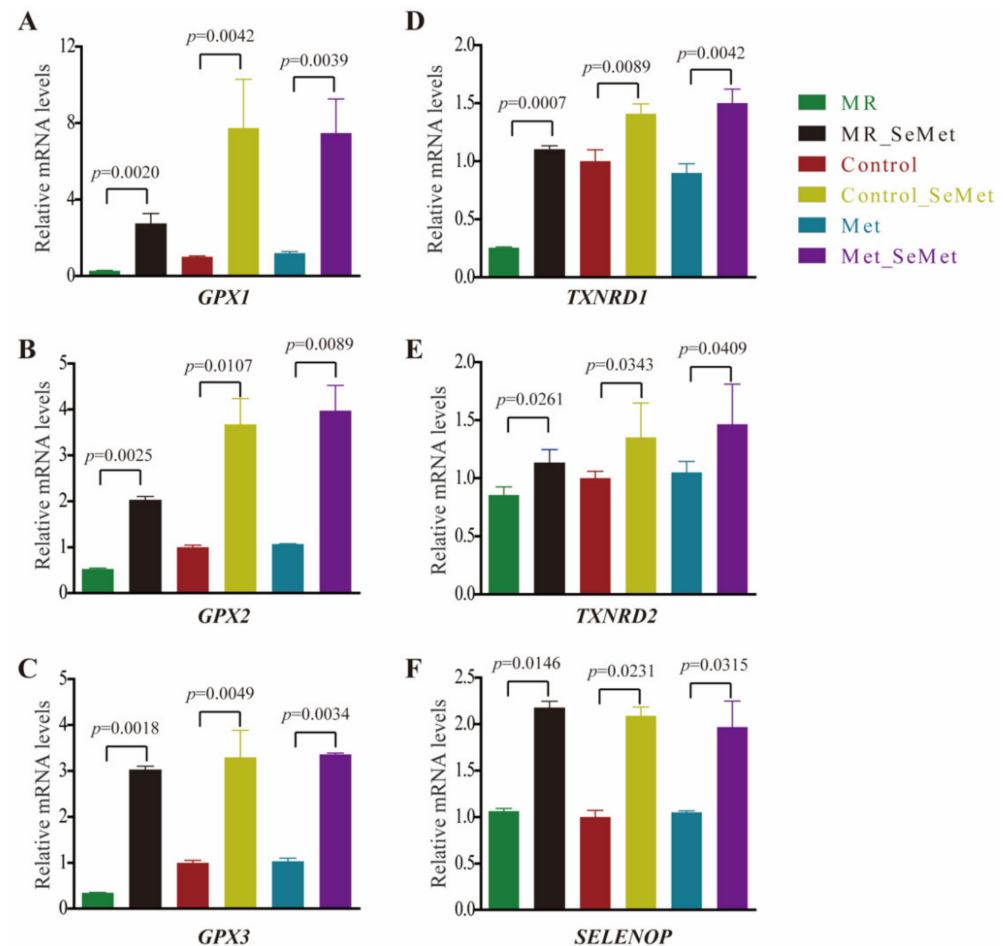 A
Relative mRNA levels
12
8
4
0
p=0.0020
p=0.0042
p=0.0039
GPX1
B
Relative mRNA levels
5
4
3
2
1
0
p=0.0025
p=0.0107
p=0.0089
GPX2
C
Relative mRNA levels
5
4
3
2
1
0
p=0.0018
p=0.0049
p=0.0034
GPX3
D
Relative mRNA levels
2.0
1.5
1.0
0.5
0.0
p=0.0007
p=0.0089
p=0.0042
TXNRD1
E
Relative mRNA levels
2.0
1.5
1.0
0.5
0.0
p=0.0261
p=0.0343
p=0.0409
TXNRD2
F
Relative mRNA levels
2.5
2.0
1.5
1.0
0.5
0.0
p=0.0146
p=0.0231
p=0.0315
SELENOP
MR
MR_SeMet
Control
Control_SeMet
Met
Met_SeMet